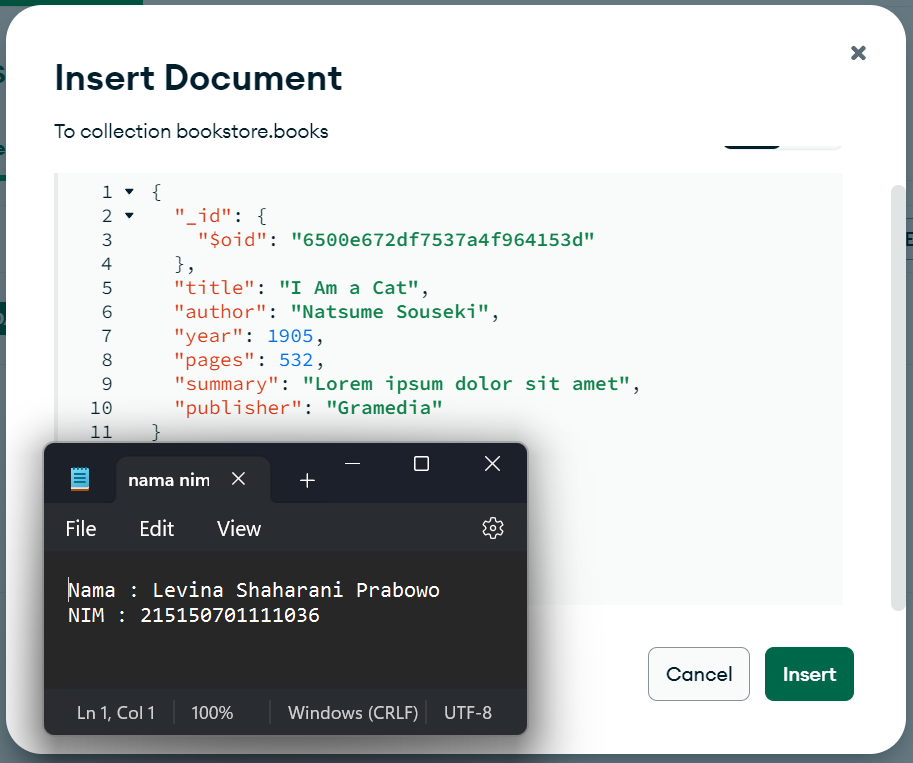 Insert Document
To collection bookstore.books
1 {
2 "_id": {
3 "$oid": "6500e672df7537a4f964153d"
4 },
5 "title": "I Am a Cat",
6 "author": "Natsume Souseki",
7 "year": 1905,
8 "pages": 532,
9 "summary": "Lorem ipsum dolor sit amet",
10 "publisher": "Gramedia"
11 }
nama nim
File Edit View
Nama : Levina Shaharani Prabowo
NIM : 215150701111036
Ln 1, Col 1 100% Windows (CRLF) UTF-8
Cancel Insert